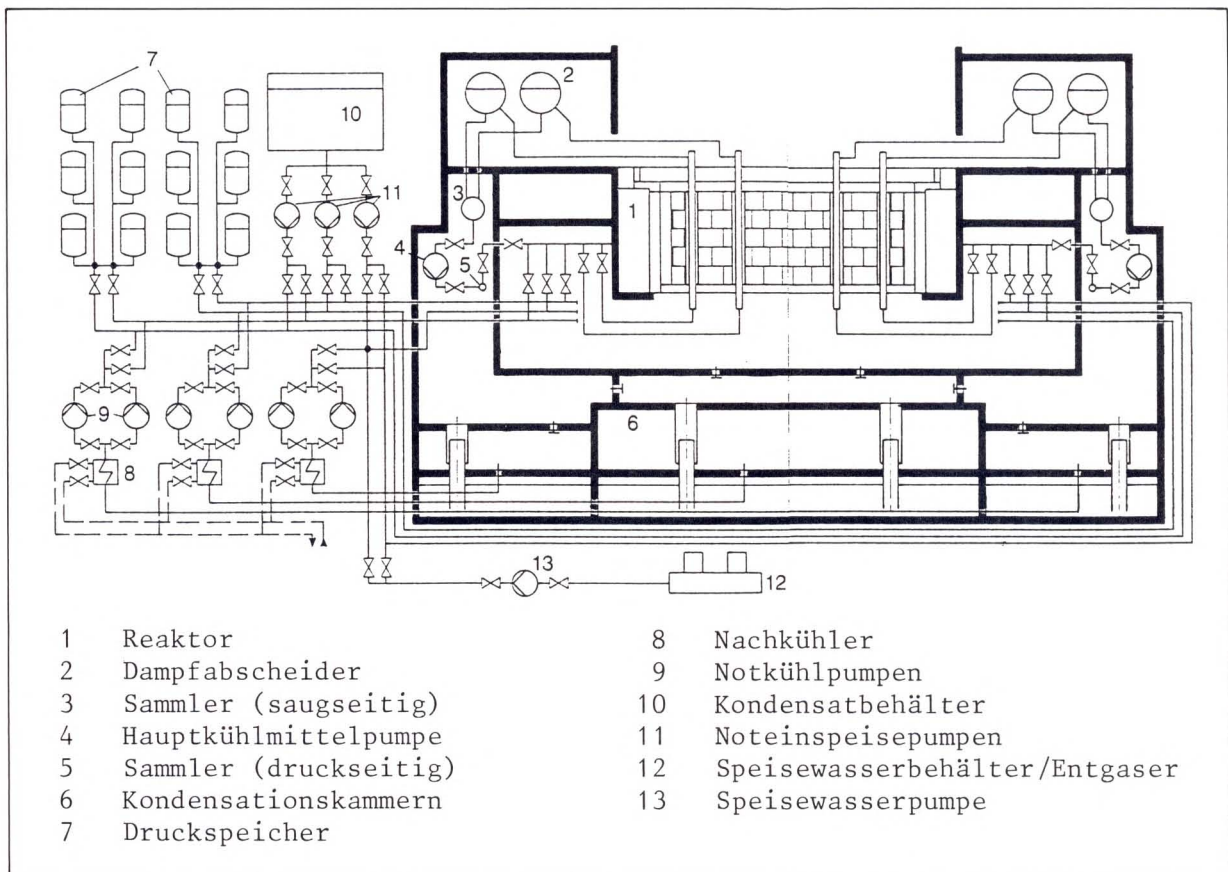 7
10
2
11
3
1
4
5
9
6
8
13
12
1 Reaktor
2 Dampfabscheider
3 Sammler (saugseitig)
4 Hauptkühlmittelpumpe
5 Sammler (druckseitig)
6 Kondensationskammern
7 Druckspeicher
8 Nachkühler
9 Notkühlpumpen
10 Kondensatbehälter
11 Noteinspeisepumpen
12 Speisewasserbehälter/Entgaser
13 Speisewasserpumpe